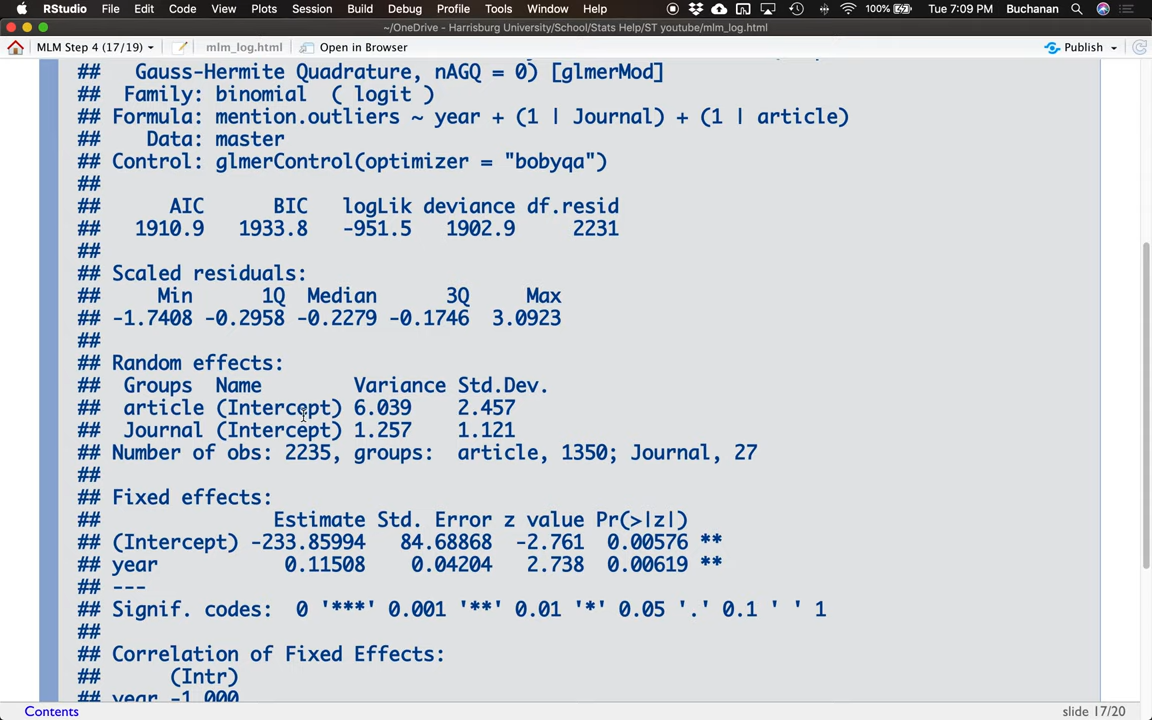 RStudio File Edit Code View Plots Session Build Debug Profile Tools Window Help 100% Tue 7:09 PM Buchanan
~/OneDrive - Harrisburg University/School/Stats Help/ST youtube/mlm_log.html
MLM Step 4 (17/19) mlm_log.html Open in Browser Publish
## Gauss-Hermite Quadrature, nAGQ = 0) [glmerMod]
## Family: binomial ( logit )
## Formula: mention.outliers ~ year + (1 | Journal) + (1 | article)
## Data: master
## Control: glmerControl(optimizer = "bobyqa")
##
## AIC BIC logLik deviance df.resid
## 1910.9 1933.8 -951.5 1902.9 2231
##
## Scaled residuals:
## Min 1Q Median 3Q Max
## -1.7408 -0.2958 -0.2279 -0.1746 3.0923
##
## Random effects:
## Groups Name Variance Std.Dev.
## article (Intercept) 6.039 2.457
## Journal (Intercept) 1.257 1.121
## Number of obs: 2235, groups: article, 1350; Journal, 27
##
## Fixed effects:
## Estimate Std. Error z value Pr(>|z|)
## (Intercept) -233.85994 84.68868 -2.761 0.00576 **
## year 0.11508 0.04204 2.738 0.00619 **
## ---
## Signif. codes: 0 '***' 0.001 '**' 0.01 '*' 0.05 '.' 0.1 ' ' 1
##
## Correlation of Fixed Effects:
## (Intr)
## year -1.000
Contents slide 17/20